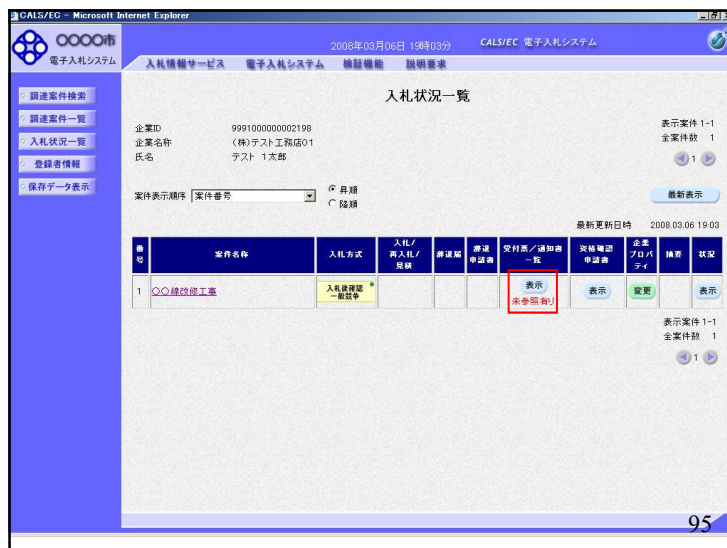 CALS/EC - Microsoft Internet Explorer
〇〇〇〇市
電子入札システム
2008年03月06日 19時03分
CALS/EC 電子入札システム
入札情報サービス 電子入札システム 検証機能 説明要求
調達案件検索
調達案件一覧
入札状況一覧
登録者情報
保存データ表示
入札状況一覧
企業ID 9991000000002198
企業名称 (株)テスト工務店01
氏名 テスト 1太郎
表示案件 1-1
全案件数 1
1
案件表示順序 案件番号
昇順
降順
最新表示
最新更新日時 2008.03.06 19:03
番号 案件名称 入札方式 入札/再入札/見積 辞退届 辞退申請書 受付票/通知書一覧 資格確認申請書 企業プロパティ 摘要 状況
1 〇〇線改修工事 入札後確認一般競争 表示 未参照有り 表示 変更 表示
表示案件 1-1
全案件数 1
1
95